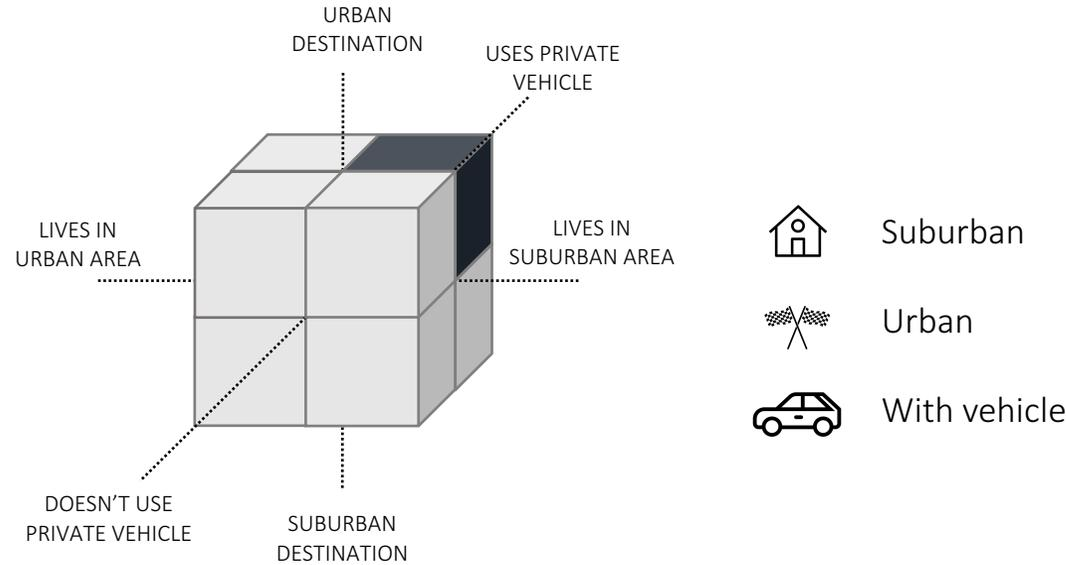 URBAN
DESTINATION
USES PRIVATE
VEHICLE
LIVES IN
URBAN AREA
LIVES IN
SUBURBAN AREA
DOESN’T USE
PRIVATE VEHICLE
SUBURBAN
DESTINATION
Suburban
Urban
With vehicle